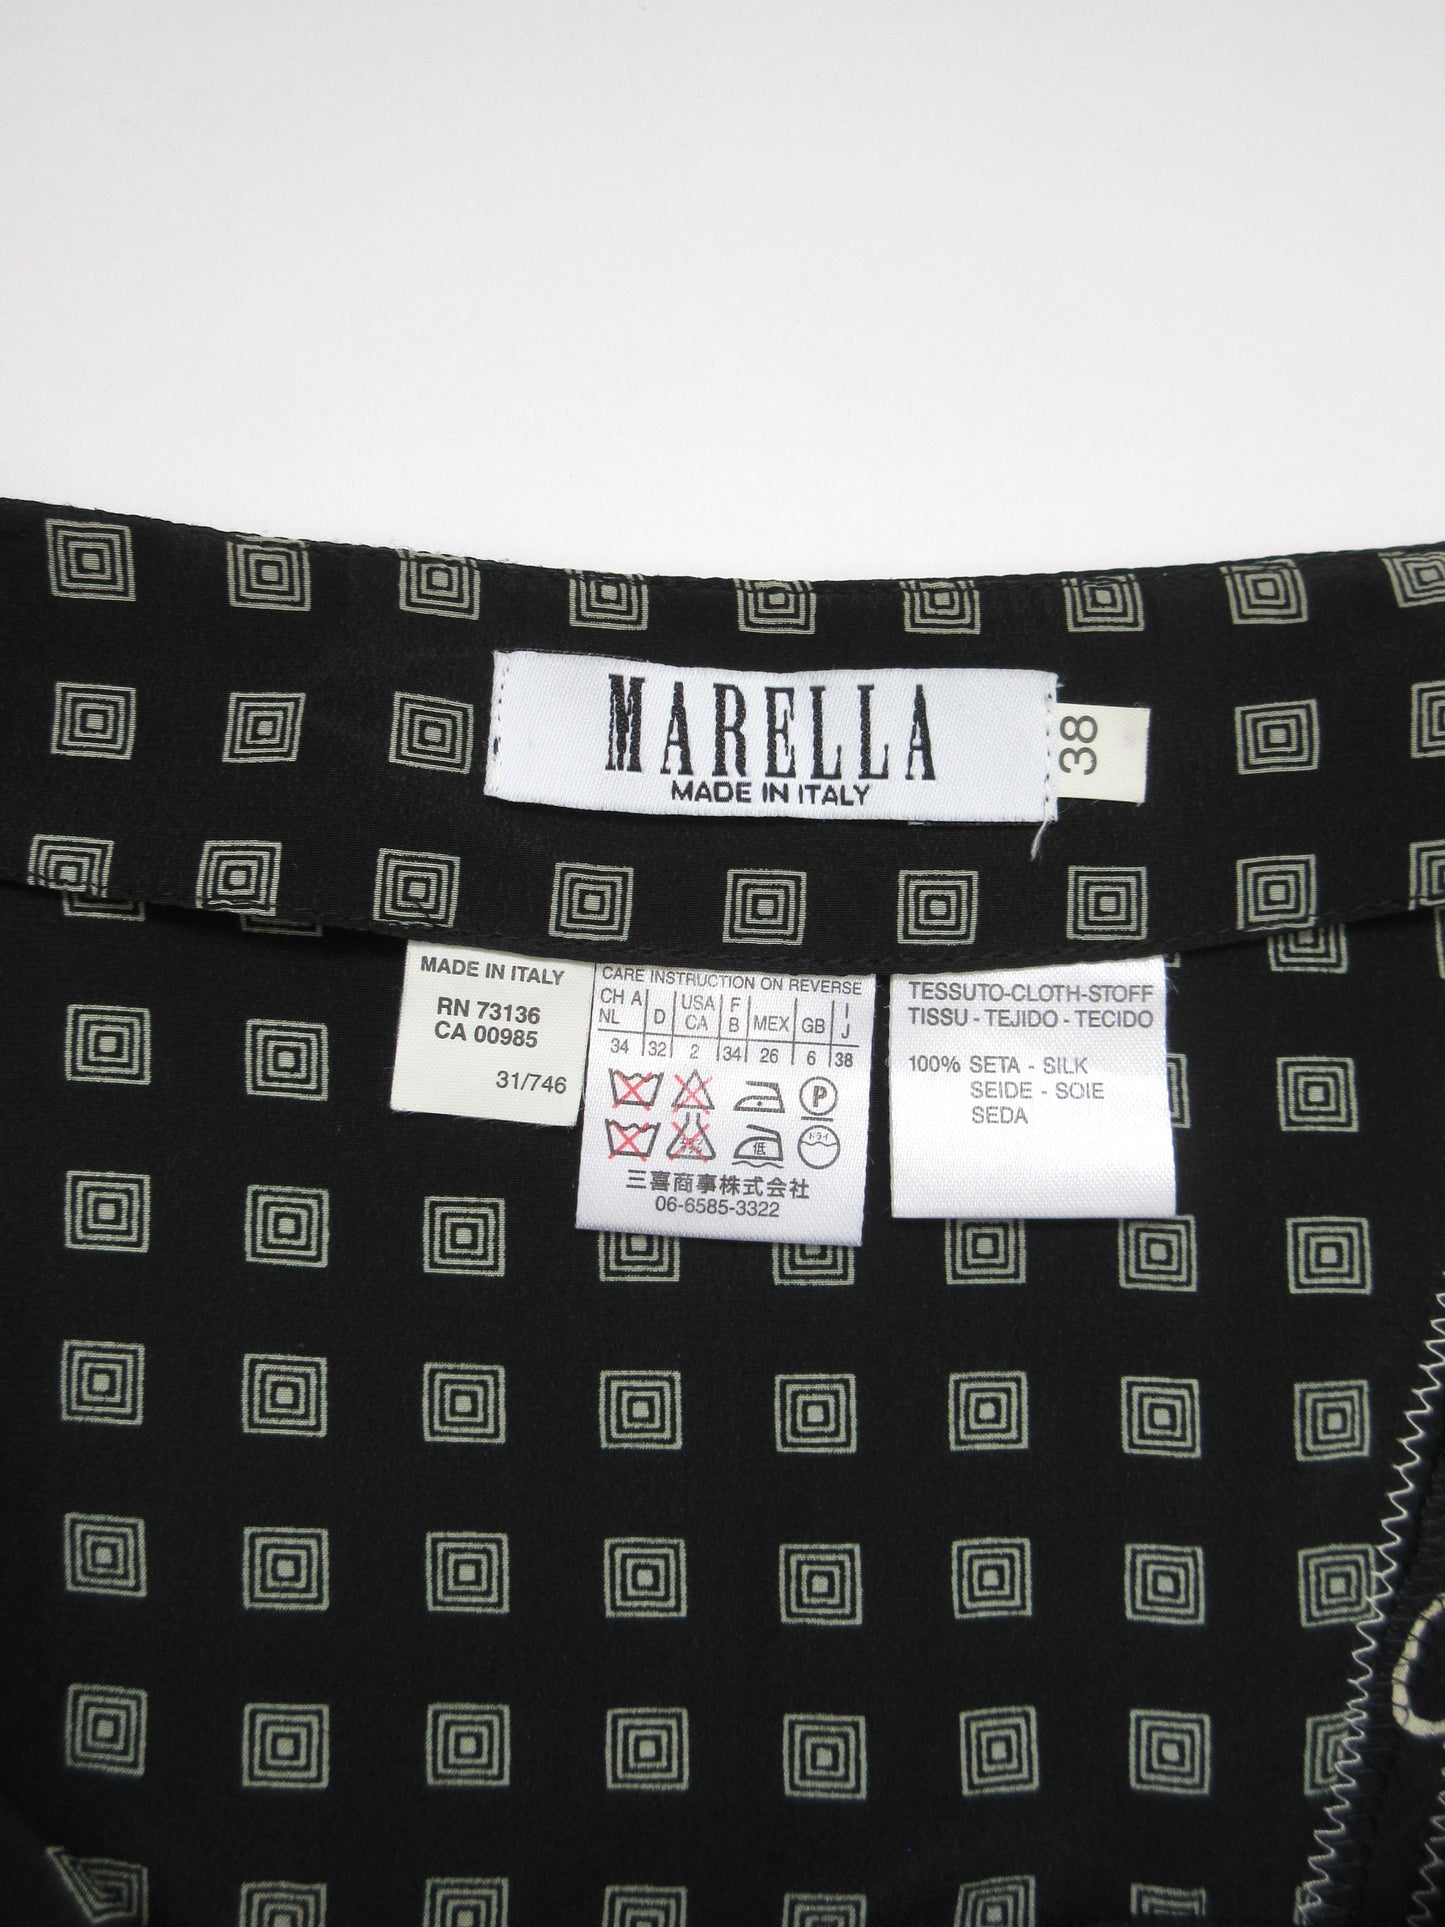 MARELLA
MADE IN ITALY
38
MADE IN ITALY
RN 73136
CA 00985
31/746
CARE INSTRUCTION ON REVERSE
CH A NL D USA CA F B MEX GB I J
34 32 2 34 26 6 38
P
低 ドライ
三喜商事株式会社
06-6585-3322
TESSUTO-CLOTH-STOFF
TISSU - TEJIDO - TECIDO
100% SETA - SILK
SEIDE - SOIE
SEDA